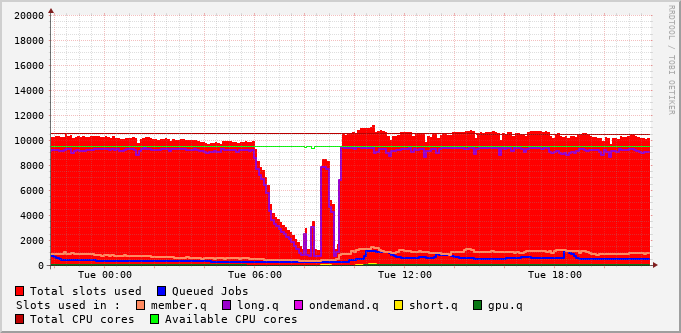 20000
18000
16000
14000
12000
10000
8000
6000
4000
2000
0
Tue 00:00 Tue 06:00 Tue 12:00 Tue 18:00
Total slots used Queued Jobs
Slots used in : member.q long.q ondemand.q short.q gpu.q
Total CPU cores Available CPU cores
RRDTOOL / TOBI OETIKER